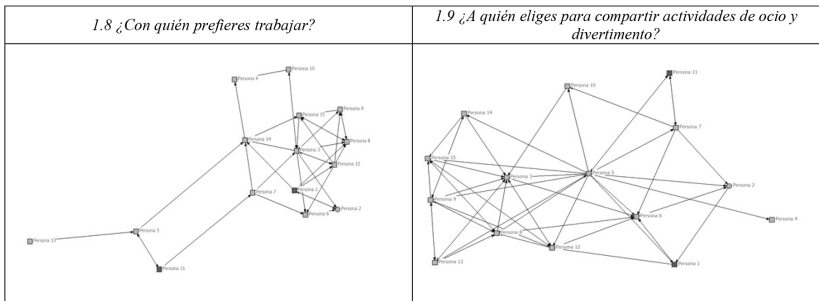 1.8 ¿Con quién prefieres trabajar?
1.9 ¿A quién eliges para compartir actividades de ocio y
divertimento?
Persona 10
Persona 4
Persona 9
Persona 15
Persona 14
Persona 8
Persona 3
Persona 12
Persona 1
Persona 7
Persona 2
Persona 6
Persona 5
Persona 13
Persona 11
Persona 11
Persona 10
Persona 14
Persona 7
Persona 15
Persona 5
Persona 3
Persona 2
Persona 9
Persona 6
Persona 4
Persona 8
Persona 12
Persona 13
Persona 1